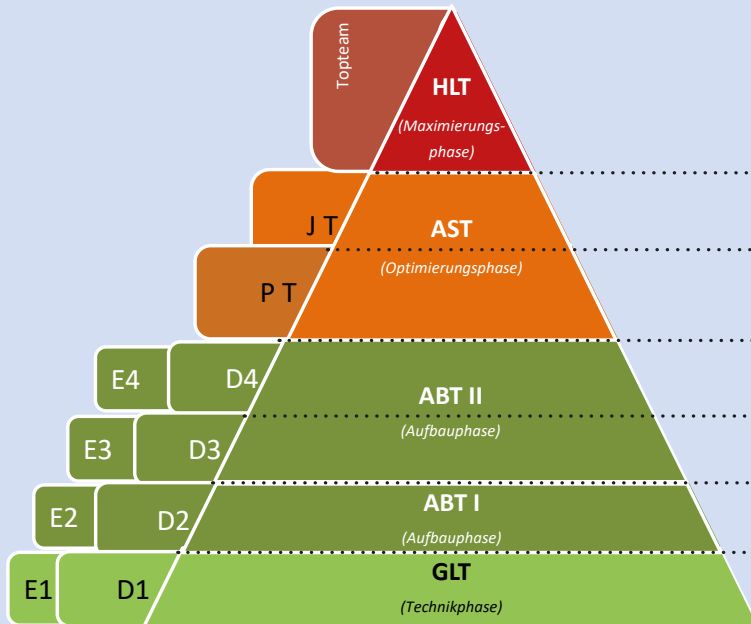 Topteam
HLT
(Maximierungs-
phase)
J T
AST
(Optimierungsphase)
P T
E4
D4
ABT II
(Aufbauphase)
E3
D3
E2
D2
ABT I
(Aufbauphase)
E1
D1
GLT
(Technikphase)